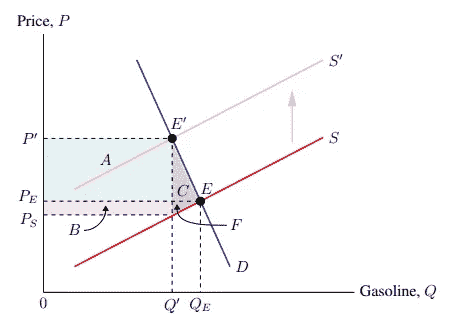 Price, P
S′
E′
P′
S
A
C
E
P_E
P_S
B
F
D
0
Q′
Q_E
Gasoline, Q